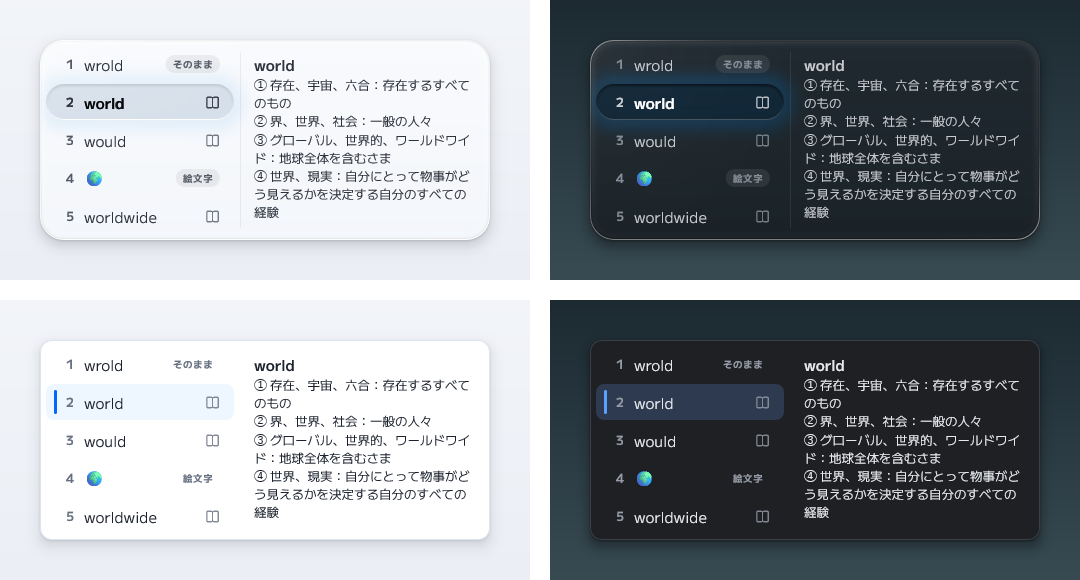 1 wrold そのまま
2 world
3 would
4 🌏 絵文字
5 worldwide
world
① 存在、宇宙、六合：存在するすべて
のもの
② 界、世界、社会：一般の人々
③ グローバル、世界的、ワールドワイ
ド：地球全体を含むさま
④ 世界、現実：自分にとって物事がど
う見えるかを決定する自分のすべての
経験
1 wrold そのまま
2 world
3 would
4 🌏 絵文字
5 worldwide
world
① 存在、宇宙、六合：存在するすべて
のもの
② 界、世界、社会：一般の人々
③ グローバル、世界的、ワールドワイ
ド：地球全体を含むさま
④ 世界、現実：自分にとって物事がど
う見えるかを決定する自分のすべての
経験
1 wrold そのまま
2 world
3 would
4 🌏 絵文字
5 worldwide
world
① 存在、宇宙、六合：存在するすべて
のもの
② 界、世界、社会：一般の人々
③ グローバル、世界的、ワールドワイ
ド：地球全体を含むさま
④ 世界、現実：自分にとって物事がど
う見えるかを決定する自分のすべての
経験
1 wrold そのまま
2 world
3 would
4 🌏 絵文字
5 worldwide
world
① 存在、宇宙、六合：存在するすべて
のもの
② 界、世界、社会：一般の人々
③ グローバル、世界的、ワールドワイ
ド：地球全体を含むさま
④ 世界、現実：自分にとって物事がど
う見えるかを決定する自分のすべての
経験